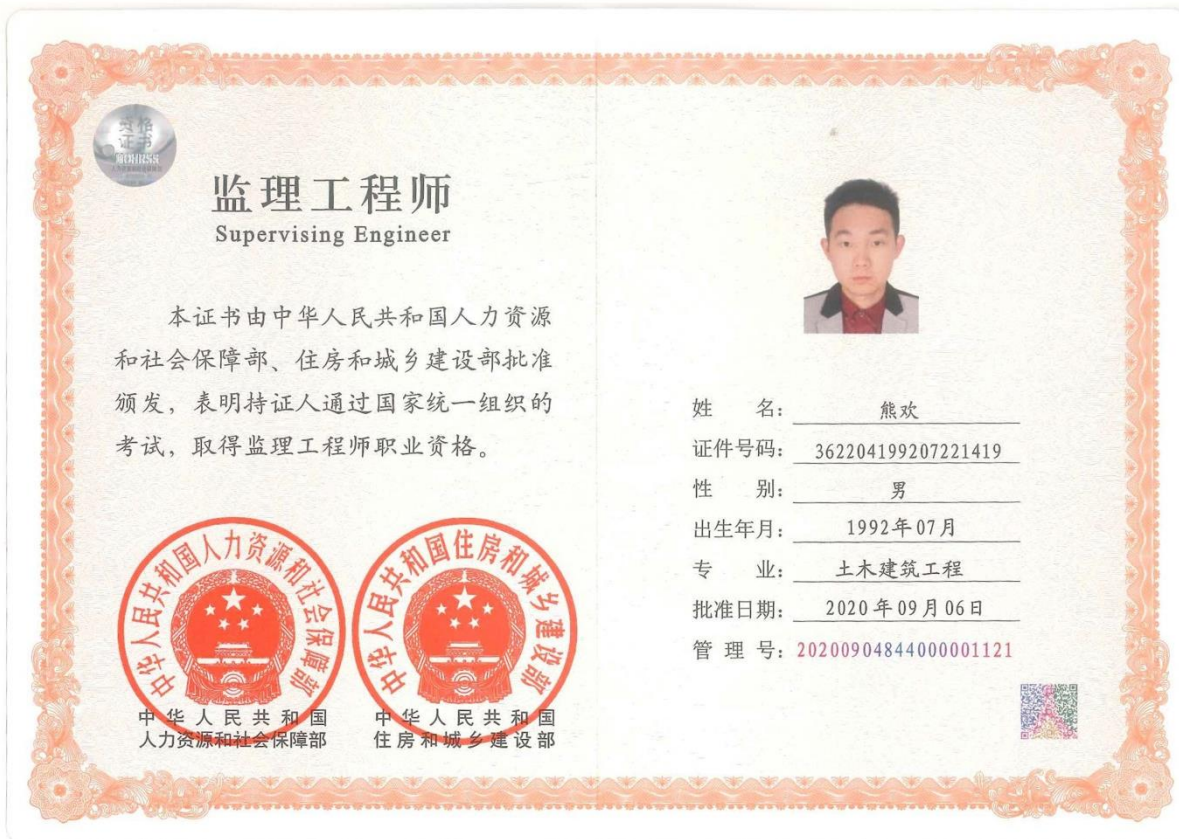 资格
证书
MOHRSS
监理工程师
Supervising Engineer
本证书由中华人民共和国人力资源
和社会保障部、住房和城乡建设部批准
颁发，表明持证人通过国家统一组织的
考试，取得监理工程师职业资格。
中华人民共和国人力资源和社会保障部
中华人民共和国
人力资源和社会保障部
中华人民共和国住房和城乡建设部
中华人民共和国
住房和城乡建设部
姓 名： 熊欢
证件号码： 362204199207221419
性 别： 男
出生年月： 1992年07月
专 业： 土木建筑工程
批准日期： 2020年09月06日
管 理 号： 20200904844000001121